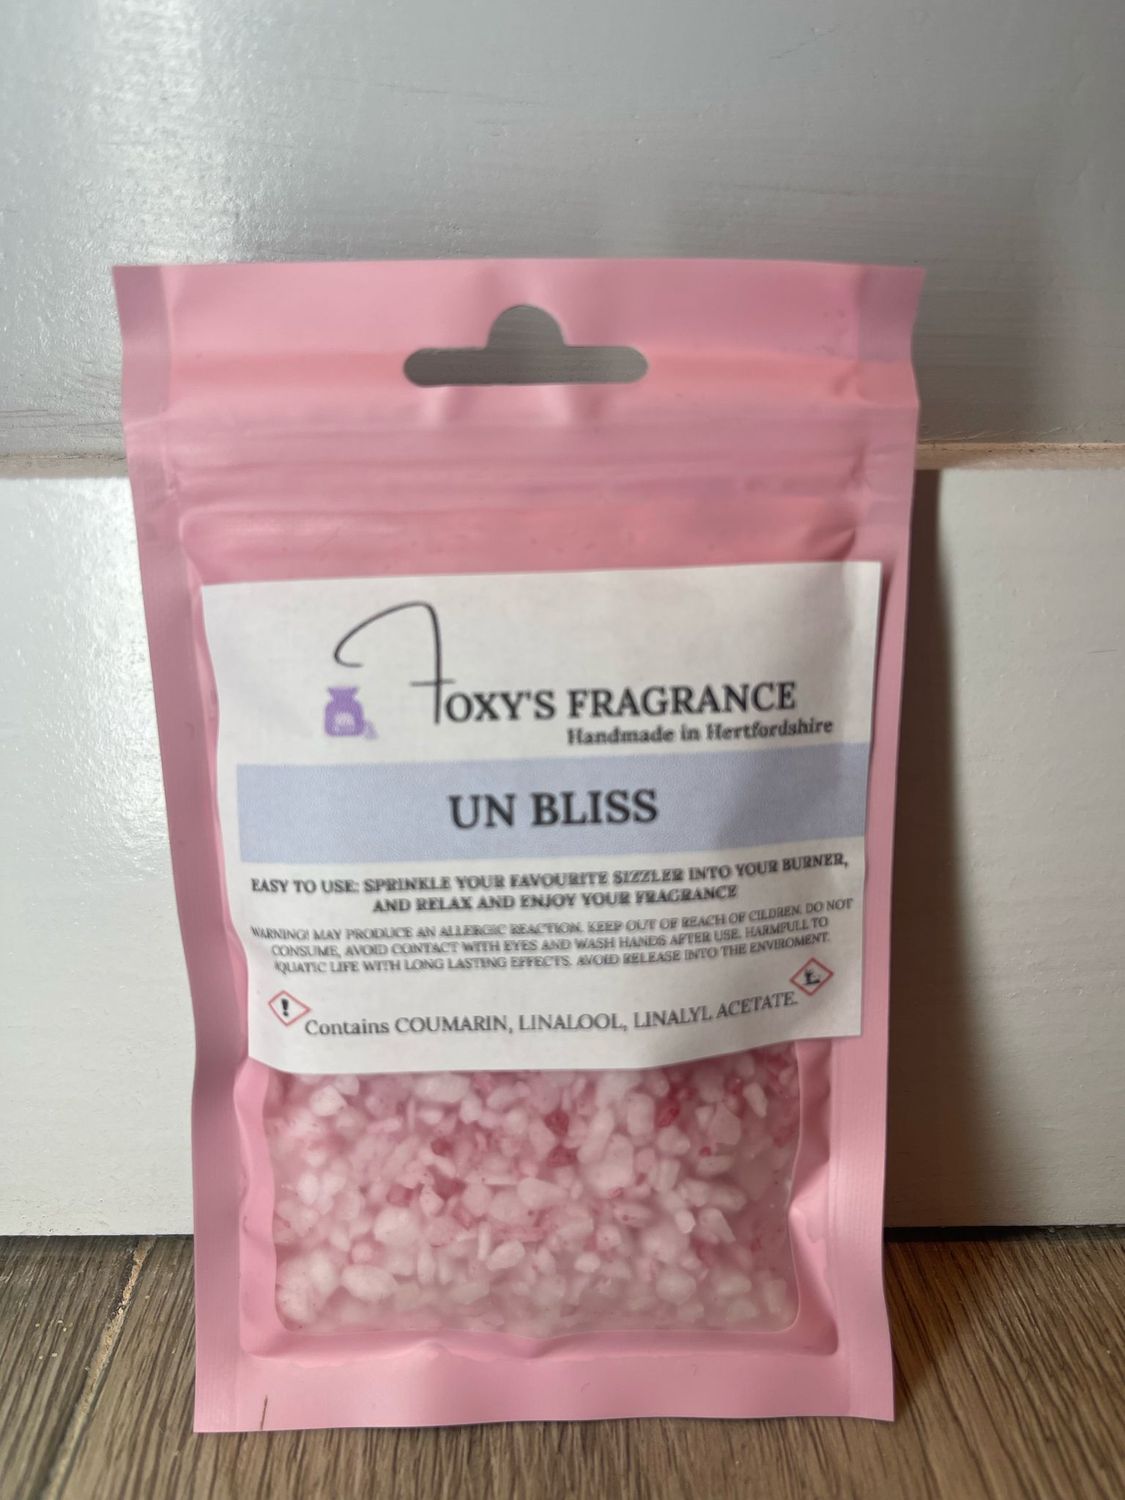 FOXY'S FRAGRANCE
Handmade in Hertfordshire
UN BLISS
EASY TO USE: SPRINKLE YOUR FAVOURITE SIZZLER INTO YOUR BURNER,
AND RELAX AND ENJOY YOUR FRAGRANCE
WARNING! MAY PRODUCE AN ALLERGIC REACTION. KEEP OUT OF REACH OF CILDREN. DO NOT
CONSUME, AVOID CONTACT WITH EYES AND WASH HANDS AFTER USE. HARMFULL TO
AQUATIC LIFE WITH LONG LASTING EFFECTS. AVOID RELEASE INTO THE ENVIROMENT.
Contains COUMARIN, LINALOOL, LINALYL ACETATE.